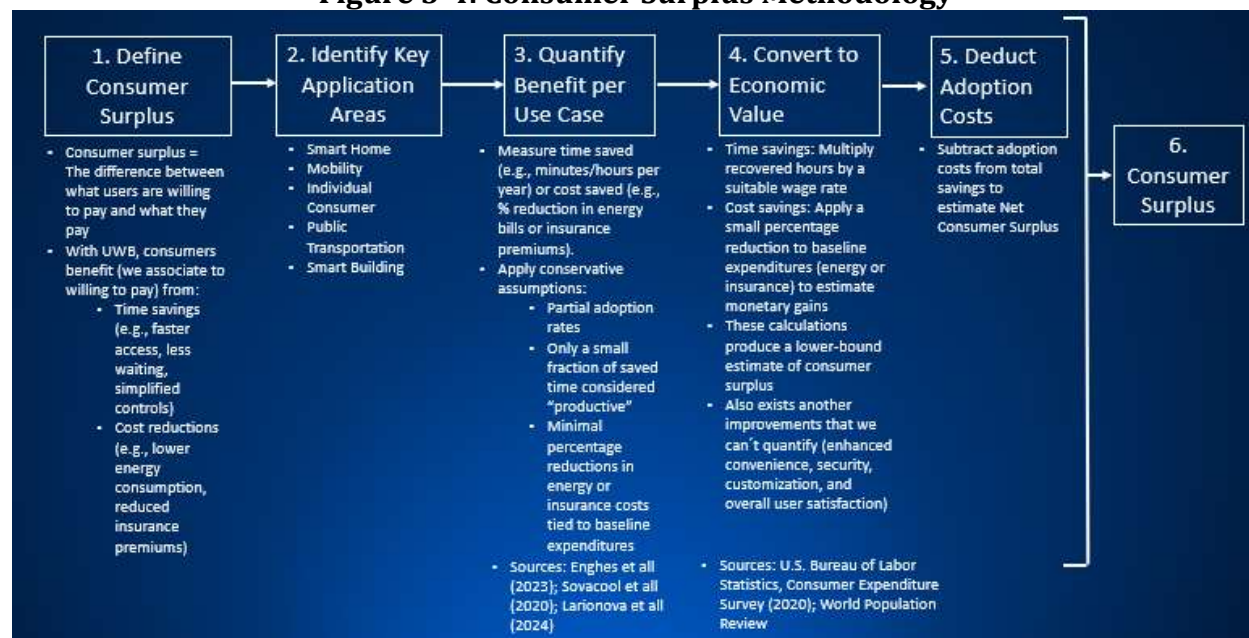 1. Define
Consumer
Surplus
• Consumer surplus =
The difference between
what users are willing
to pay and what they
pay
• With UWB, consumers
benefit (we associate to
willing to pay) from:
• Time savings
(e.g., faster
access, less
waiting,
simplified
controls)
• Cost reductions
(e.g., lower
energy
consumption,
reduced
insurance
premiums)
2. Identify Key
Application
Areas
• Smart Home
• Mobility
• Individual
Consumer
• Public
Transportation
• Smart Building
3. Quantify
Benefit per
Use Case
• Measure time saved
(e.g., minutes/hours per
year) or cost saved (e.g.,
% reduction in energy
bills or insurance
premiums).
• Apply conservative
assumptions:
• Partial adoption
rates
• Only a small
fraction of saved
time considered
“productive”
• Minimal
percentage
reductions in
energy or
insurance costs
tied to baseline
expenditures
• Sources: Enghes et all
(2023); Sovacool et all
(2020); Larionova et all
(2024)
4. Convert to
Economic
Value
• Time savings: Multiply
recovered hours by a
suitable wage rate
• Cost savings: Apply a
small percentage
reduction to baseline
expenditures (energy or
insurance) to estimate
monetary gains
• These calculations
produce a lower-bound
estimate of consumer
surplus
• Also exists another
improvements that we
can´t quantify (enhanced
convenience, security,
customization, and
overall user satisfaction)
• Sources: U.S. Bureau of Labor
Statistics, Consumer Expenditure
Survey (2020); World Population
Review
5. Deduct
Adoption
Costs
• Subtract adoption
costs from total
savings to
estimate Net
Consumer Surplus
6.
Consumer
Surplus